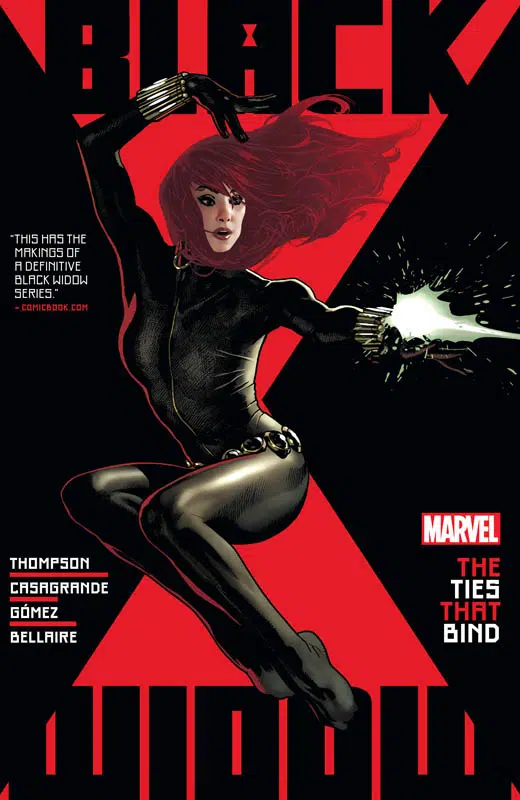 BLACK
"THIS HAS THE
MAKINGS OF
A DEFINITIVE
BLACK WIDOW
SERIES."
- COMICBOOK.COM
MARVEL
THE
TIES
THAT
BIND
THOMPSON
CASAGRANDE
GÓMEZ
BELLAIRE
WIDOW